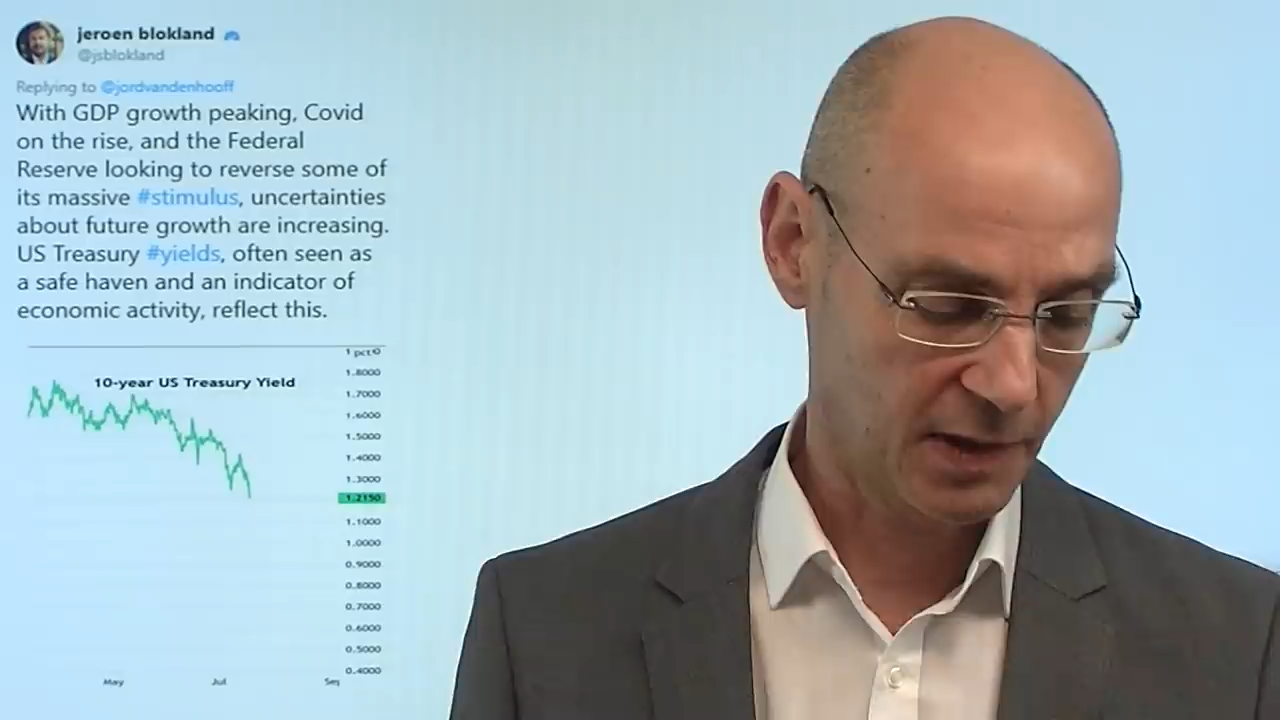 jeroen blokland
@jsblokland
Replying to @jordvandenhooff
With GDP growth peaking, Covid
on the rise, and the Federal
Reserve looking to reverse some of
its massive #stimulus, uncertainties
about future growth are increasing.
US Treasury #yields, often seen as
a safe haven and an indicator of
economic activity, reflect this.
1 pct
10-year US Treasury Yield
1.8000
1.7000
1.6000
1.5000
1.4000
1.3000
1.2150
1.1000
1.0000
0.9000
0.8000
0.7000
0.6000
0.5000
0.4000
May Jul Sep